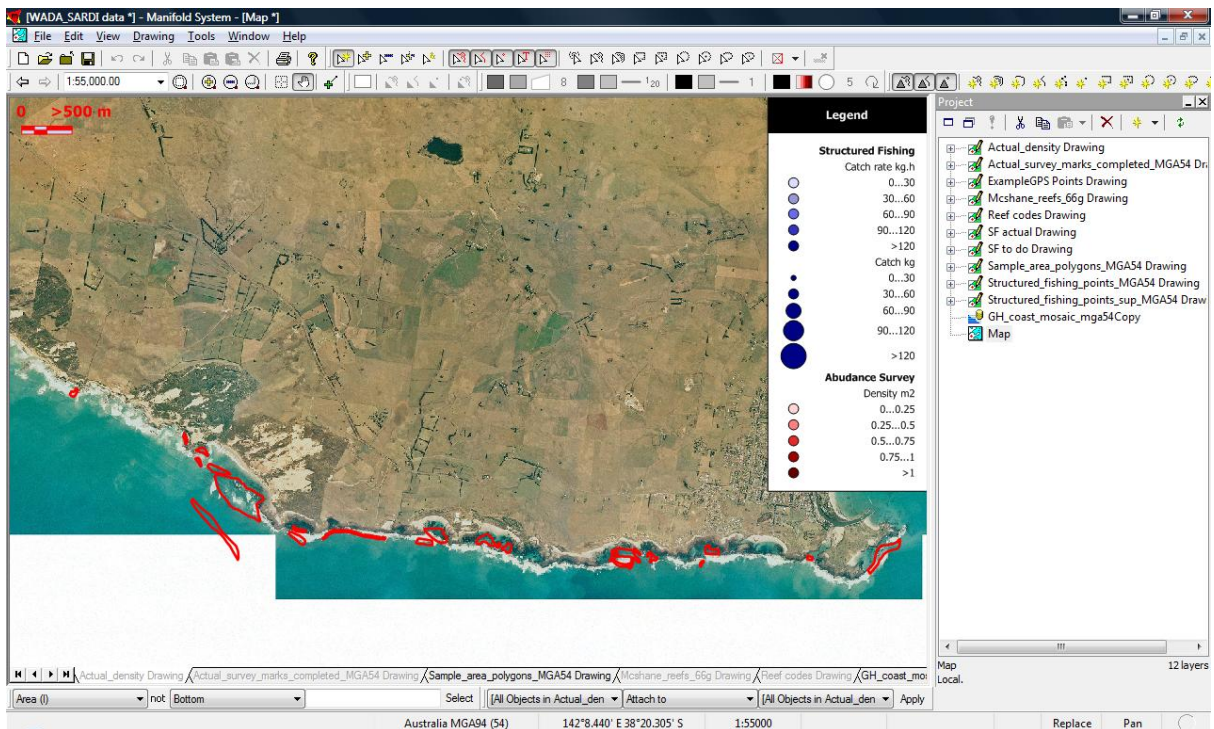 [WADA_SARDI data *] - Manifold System - [Map *]
File Edit View Drawing Tools Window Help
1:55,000.00
8
1 20
1
5
0 >500 m
Legend
Structured Fishing
Catch rate kg.h
0...30
30...60
60...90
90...120
>120
Catch kg
0...30
30...60
60...90
90...120
>120
Abudance Survey
Density m2
0...0.25
0.25...0.5
0.5...0.75
0.75...1
>1
Project
Actual_density Drawing
Actual_survey_marks_completed_MGA54 Dr
ExampleGPS Points Drawing
Mcshane_reefs_66g Drawing
Reef codes Drawing
SF actual Drawing
SF to do Drawing
Sample_area_polygons_MGA54 Drawing
Structured_fishing_points_MGA54 Drawing
Structured_fishing_points_sup_MGA54 Draw
GH_coast_mosaic_mga54Copy
Map
Map 12 layers
Local.
Actual_density Drawing Actual_survey_marks_completed_MGA54 Drawing Sample_area_polygons_MGA54 Drawing Mcshane_reefs_66g Drawing Reef codes Drawing GH_coast_mo
Area (I) not Bottom Select [All Objects in Actual_den Attach to [All Objects in Actual_den Apply
Australia MGA94 (54) 142°8.440' E 38°20.305' S 1:55000 Replace Pan